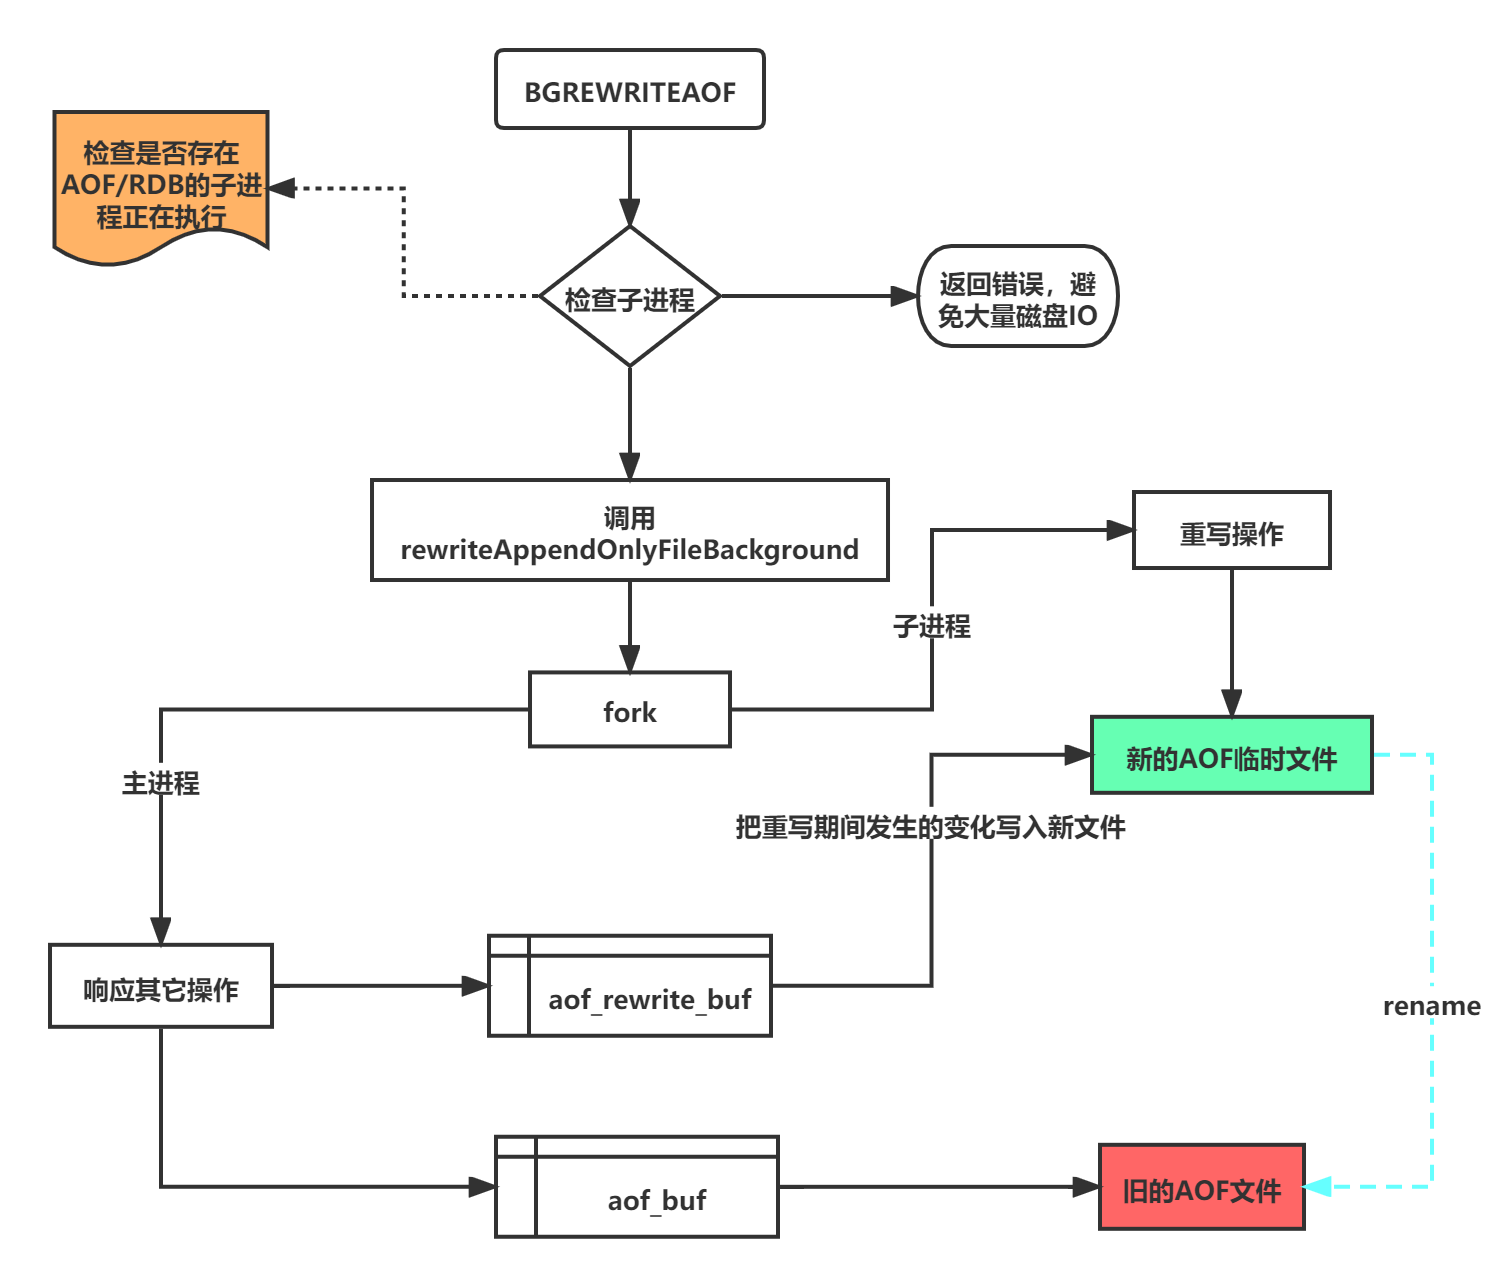 BGREWRITEAOF
检查是否存在
AOF/RDB的子进
程正在执行
检查子进程
返回错误，避
免大量磁盘IO
调用
rewriteAppendOnlyFileBackground
重写操作
子进程
fork
新的AOF临时文件
主进程
把重写期间发生的变化写入新文件
响应其它操作
aof_rewrite_buf
rename
aof_buf
旧的AOF文件